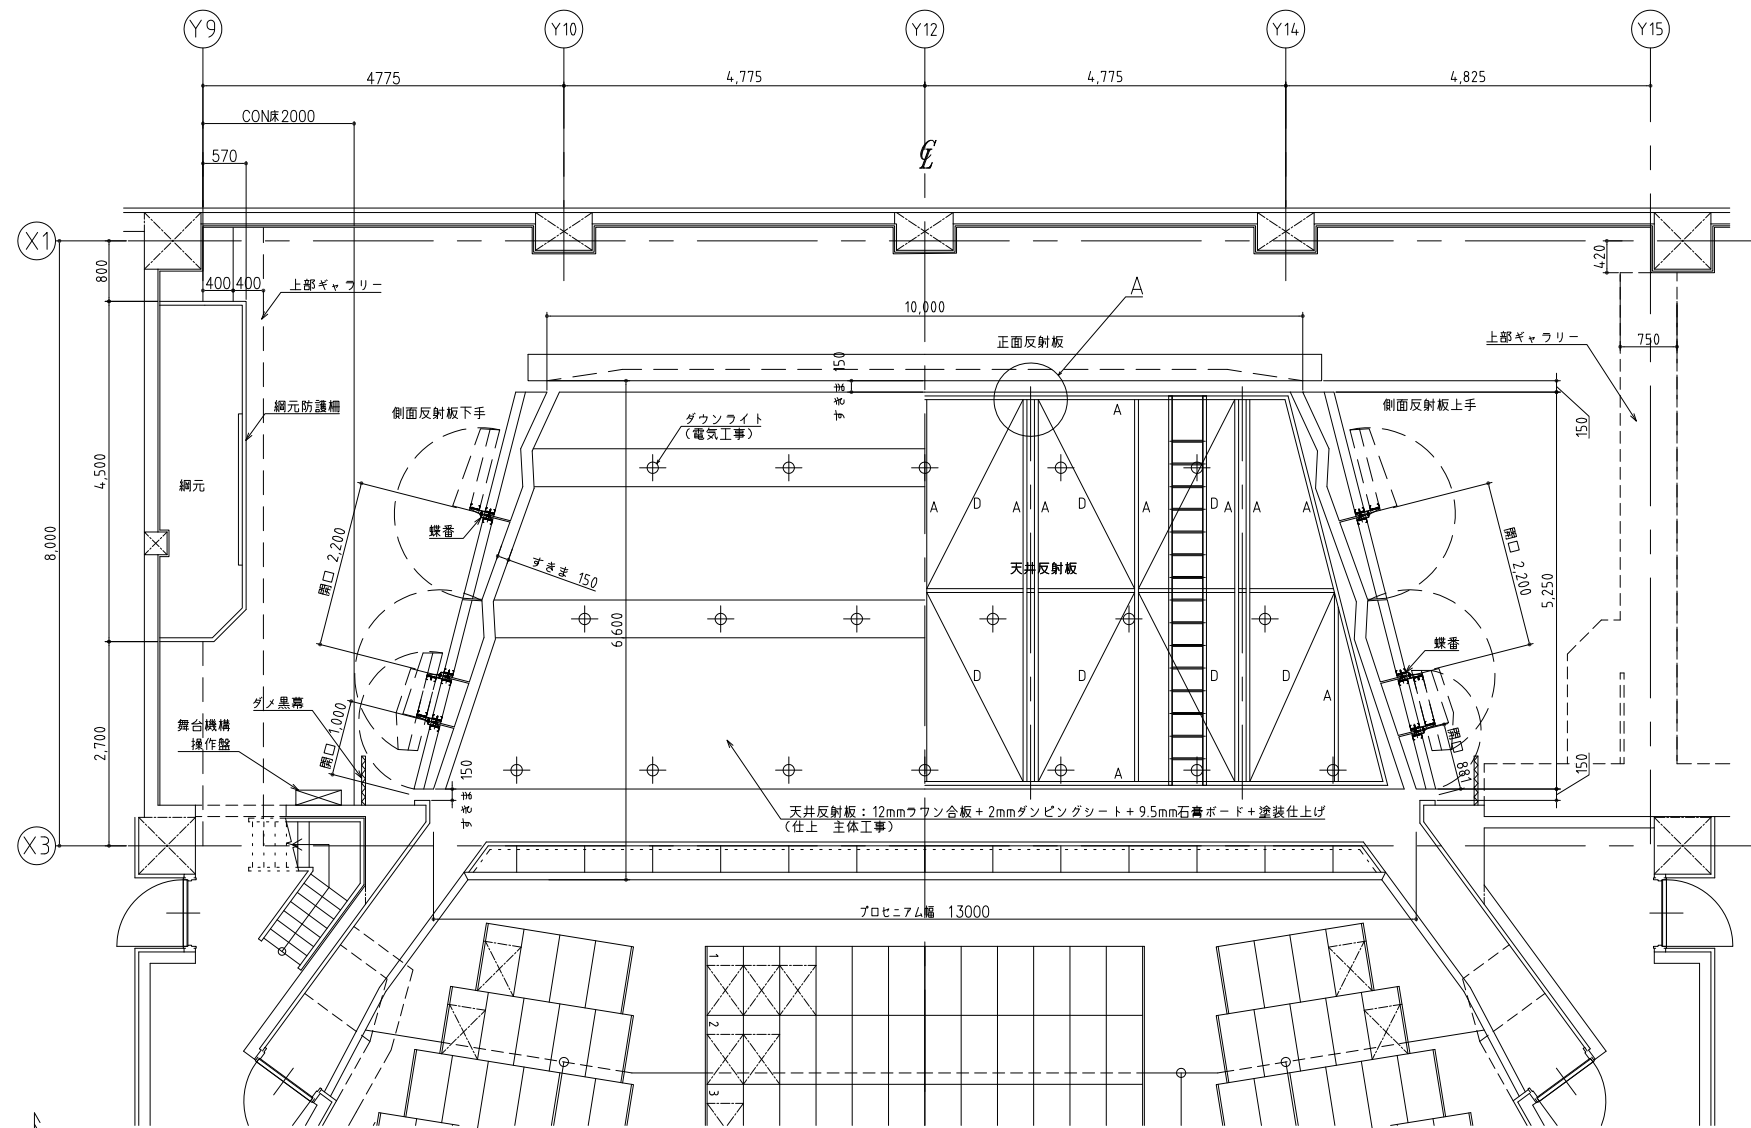 Y9
Y10
Y12
Y14
Y15
4775
4,775
4,775
4,825
CON床2000
570
X1
800
400
400
上部ギャラリー
420
A
10,000
正面反射板
上部ギャラリー
750
すきま 150
綱元防護柵
側面反射板下手
ダウンライト
(電気工事)
A
側面反射板上手
150
4,500
綱元
8,000
開口 2,200
蝶番
すきま 150
A
D
A
A
D
A
D
A
A
A
天井反射板
開口 2,200
5,250
6,600
蝶番
D
D
D
D
A
2,700
ダメ黒幕
舞台機構
操作盤
開口 1,000
すきま 150
A
開口 881
150
天井反射板：12mmラワン合板＋2mmダンピングシート＋9.5mm石膏ボード＋塗装仕上げ
(仕上　主体工事)
X3
プロセニアム幅　13000
1
2
3